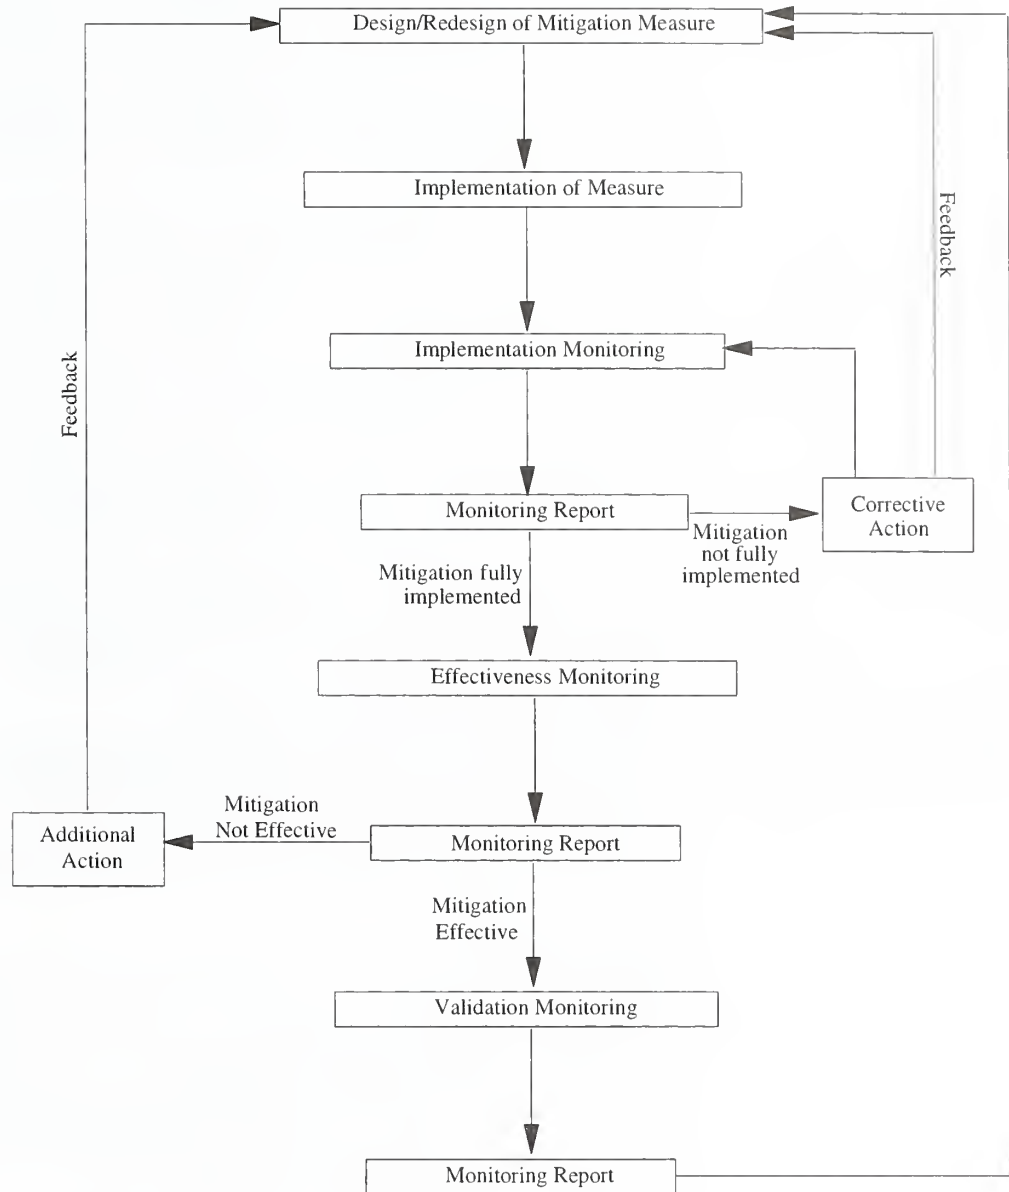 Design/Redesign of Mitigation Measure
Implementation of Measure
Feedback
Implementation Monitoring
Feedback
Monitoring Report
Corrective
Action
Mitigation
not fully
implemented
Mitigation fully
implemented
Effectiveness Monitoring
Mitigation
Not Effective
Additional
Action
Monitoring Report
Mitigation
Effective
Validation Monitoring
Monitoring Report